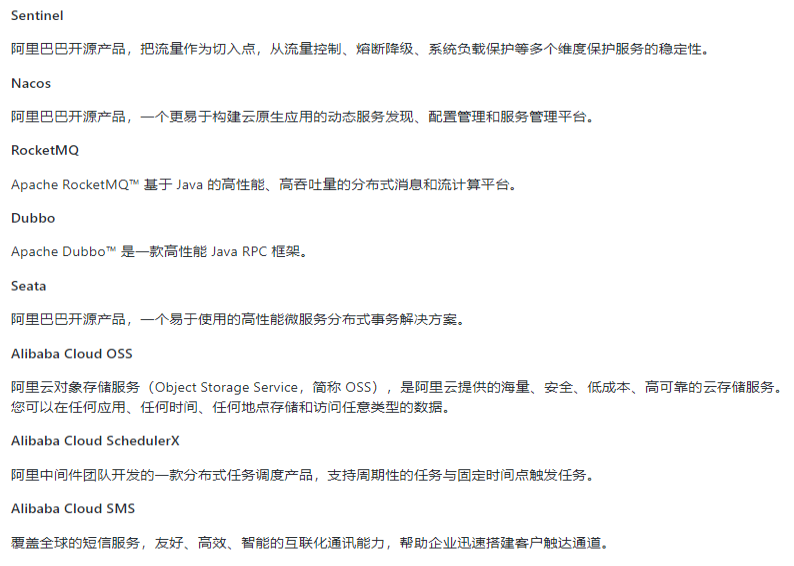 Sentinel
阿里巴巴开源产品，把流量作为切入点，从流量控制、熔断降级、系统负载保护等多个维度保护服务的稳定性。
Nacos
阿里巴巴开源产品，一个更易于构建云原生应用的动态服务发现、配置管理和服务管理平台。
RocketMQ
Apache RocketMQ™ 基于 Java 的高性能、高吞吐量的分布式消息和流计算平台。
Dubbo
Apache Dubbo™ 是一款高性能 Java RPC 框架。
Seata
阿里巴巴开源产品，一个易于使用的高性能微服务分布式事务解决方案。
Alibaba Cloud OSS
阿里云对象存储服务（Object Storage Service，简称 OSS），是阿里云提供的海量、安全、低成本、高可靠的云存储服务。
您可以在任何应用、任何时间、任何地点存储和访问任意类型的数据。
Alibaba Cloud SchedulerX
阿里中间件团队开发的一款分布式任务调度产品，支持周期性的任务与固定时间点触发任务。
Alibaba Cloud SMS
覆盖全球的短信服务，友好、高效、智能的互联化通讯能力，帮助企业迅速搭建客户触达通道。